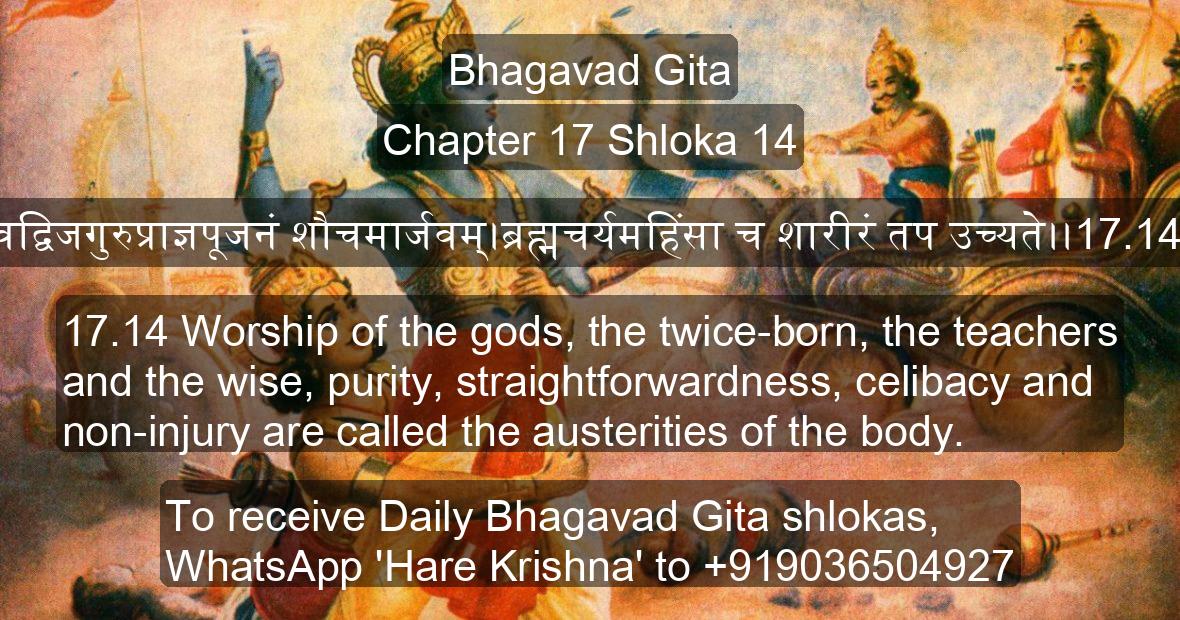 Bhagavad Gita
Chapter 17 Shloka 14
वद्विजगुरुप्राज्ञपूजनं शौचमार्जवम्।ब्रह्मचर्यमहिंसा च शारीरं तप उच्यते।।17.14
17.14 Worship of the gods, the twice-born, the teachers
and the wise, purity, straightforwardness, celibacy and
non-injury are called the austerities of the body.
To receive Daily Bhagavad Gita shlokas,
WhatsApp 'Hare Krishna' to +919036504927